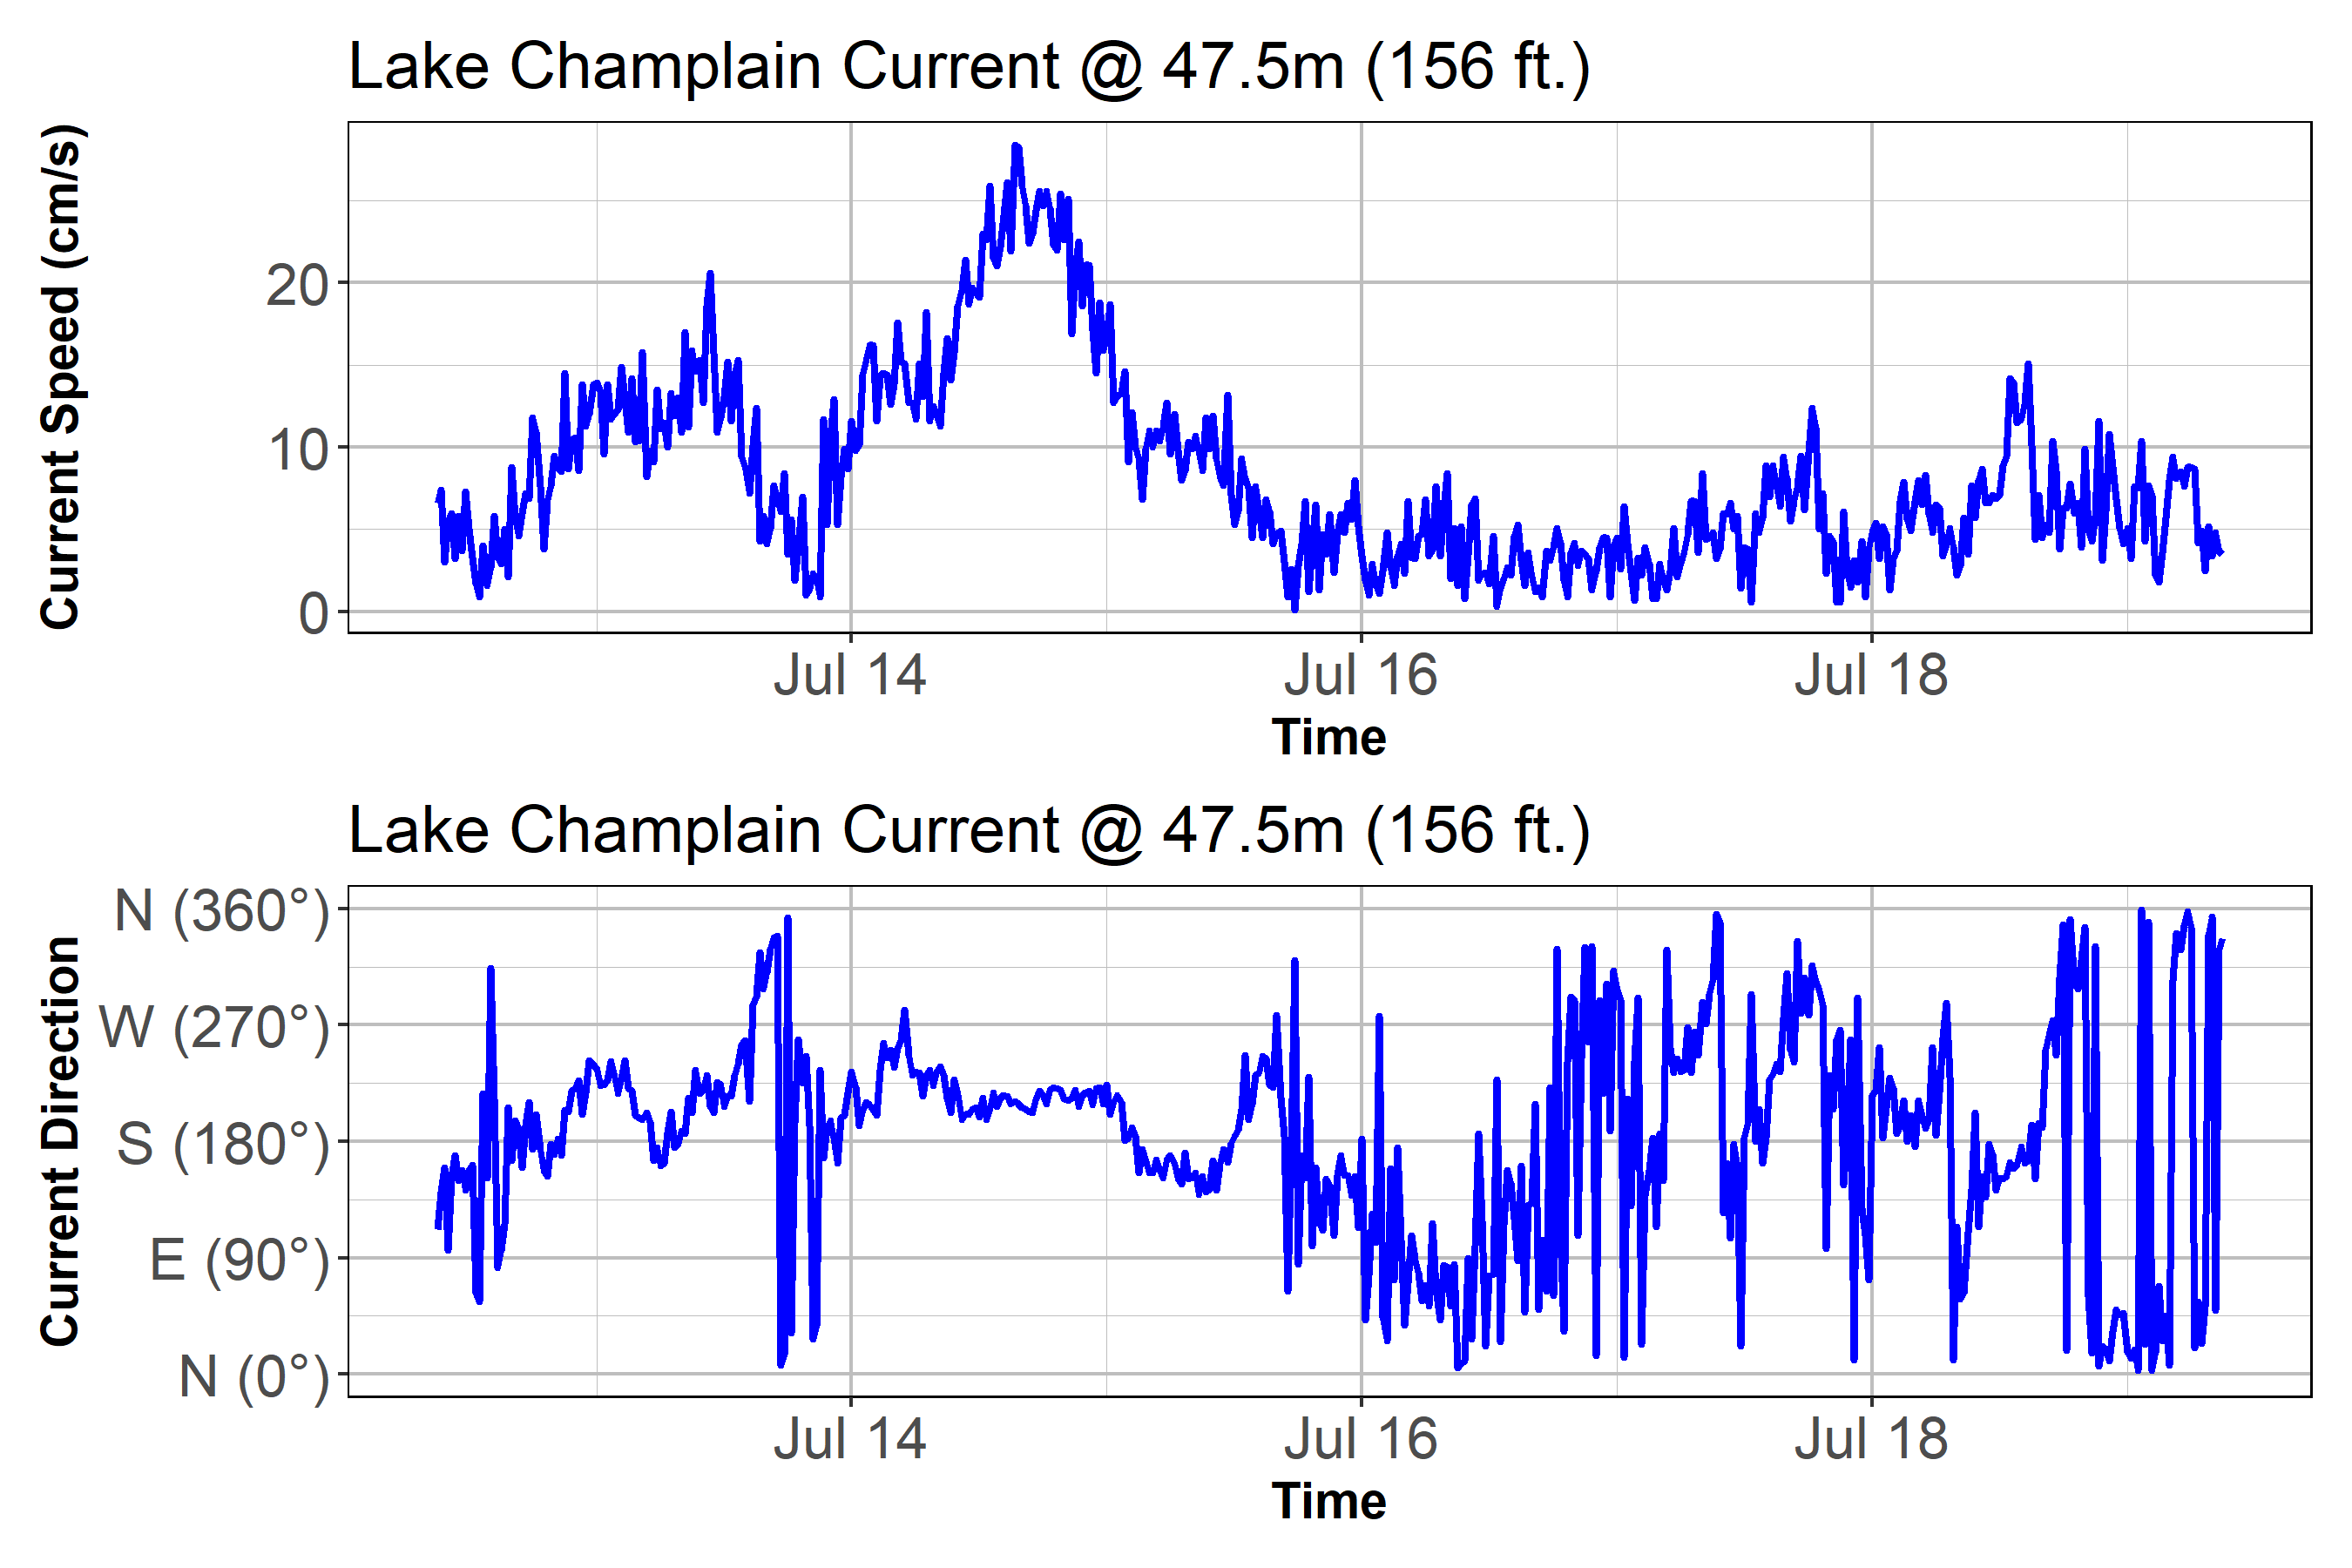 Lake Champlain Current @ 47.5m (156 ft.)
Current Speed (cm/s)
20
10
0
Jul 14 Jul 16 Jul 18
Time
Lake Champlain Current @ 47.5m (156 ft.)
Current Direction
N (360°)
W (270°)
S (180°)
E (90°)
N (0°)
Jul 14 Jul 16 Jul 18
Time